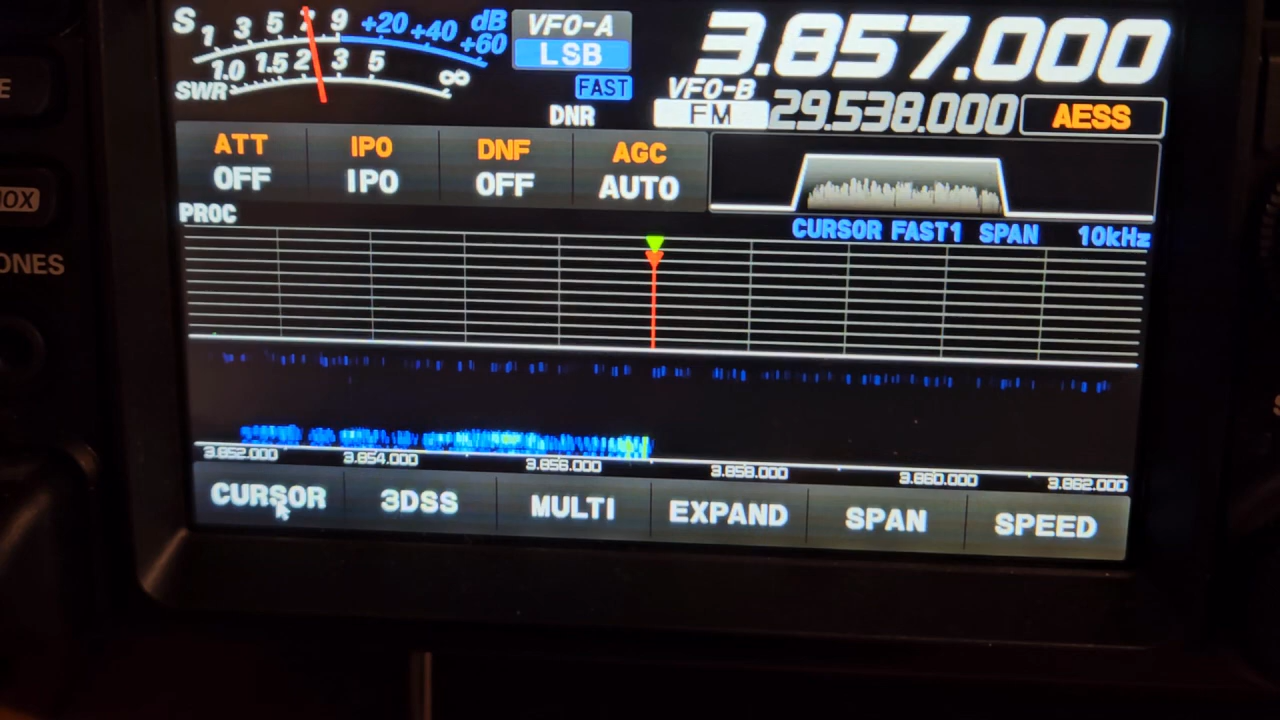 S 1 3 5 7 9 +20 +40 +60 dB
SWR 1.0 1.5 2 3 5 ∞
VFO-A
LSB
3.857.000
FAST
DNR
VFO-B
FM
29.538.000
AESS
ATT IPO DNF AGC
OFF IPO OFF AUTO
PROC
CURSOR FAST1 SPAN 10kHz
3.852.000 3.854.000 3.856.000 3.858.000 3.860.000 3.862.000
CURSOR 3DSS MULTI EXPAND SPAN SPEED
E
OX
ONES